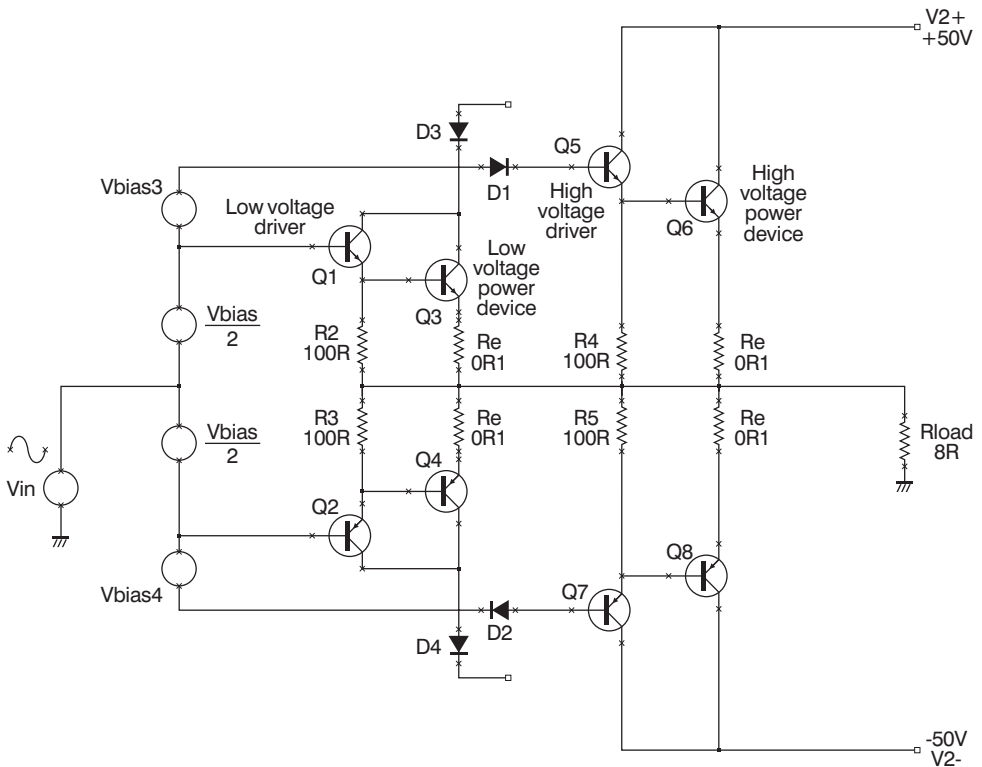 V2+
+50V
D3
Q5
Vbias3
D1
High
voltage
driver
High
voltage
power
device
Q6
Low voltage
driver
Q1
Low
voltage
power
device
Q3
Vbias
2
R2
100R
Re
0R1
R4
100R
Re
0R1
Vbias
2
R3
100R
Re
0R1
R5
100R
Re
0R1
Rload
8R
Vin
Q4
Q2
Q8
Vbias4
Q7
D2
D4
-50V
V2-